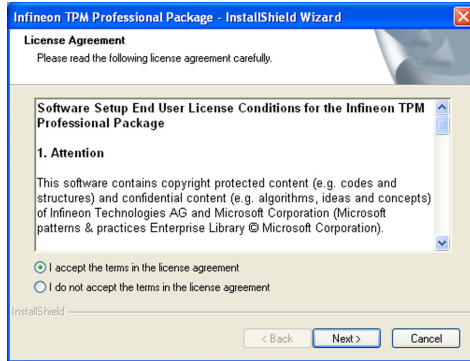 Infineon TPM Professional Package - InstallShield Wizard
License Agreement
Please read the following license agreement carefully.
Software Setup End User License Conditions for the Infineon TPM
Professional Package
1. Attention
This software contains copyright protected content (e.g. codes and
structures) and confidential content (e.g. algorithms, ideas and concepts)
of Infineon Technologies AG and Microsoft Corporation (Microsoft
patterns & practices Enterprise Library © Microsoft Corporation).
I accept the terms in the license agreement
I do not accept the terms in the license agreement
InstallShield
< Back
Next >
Cancel